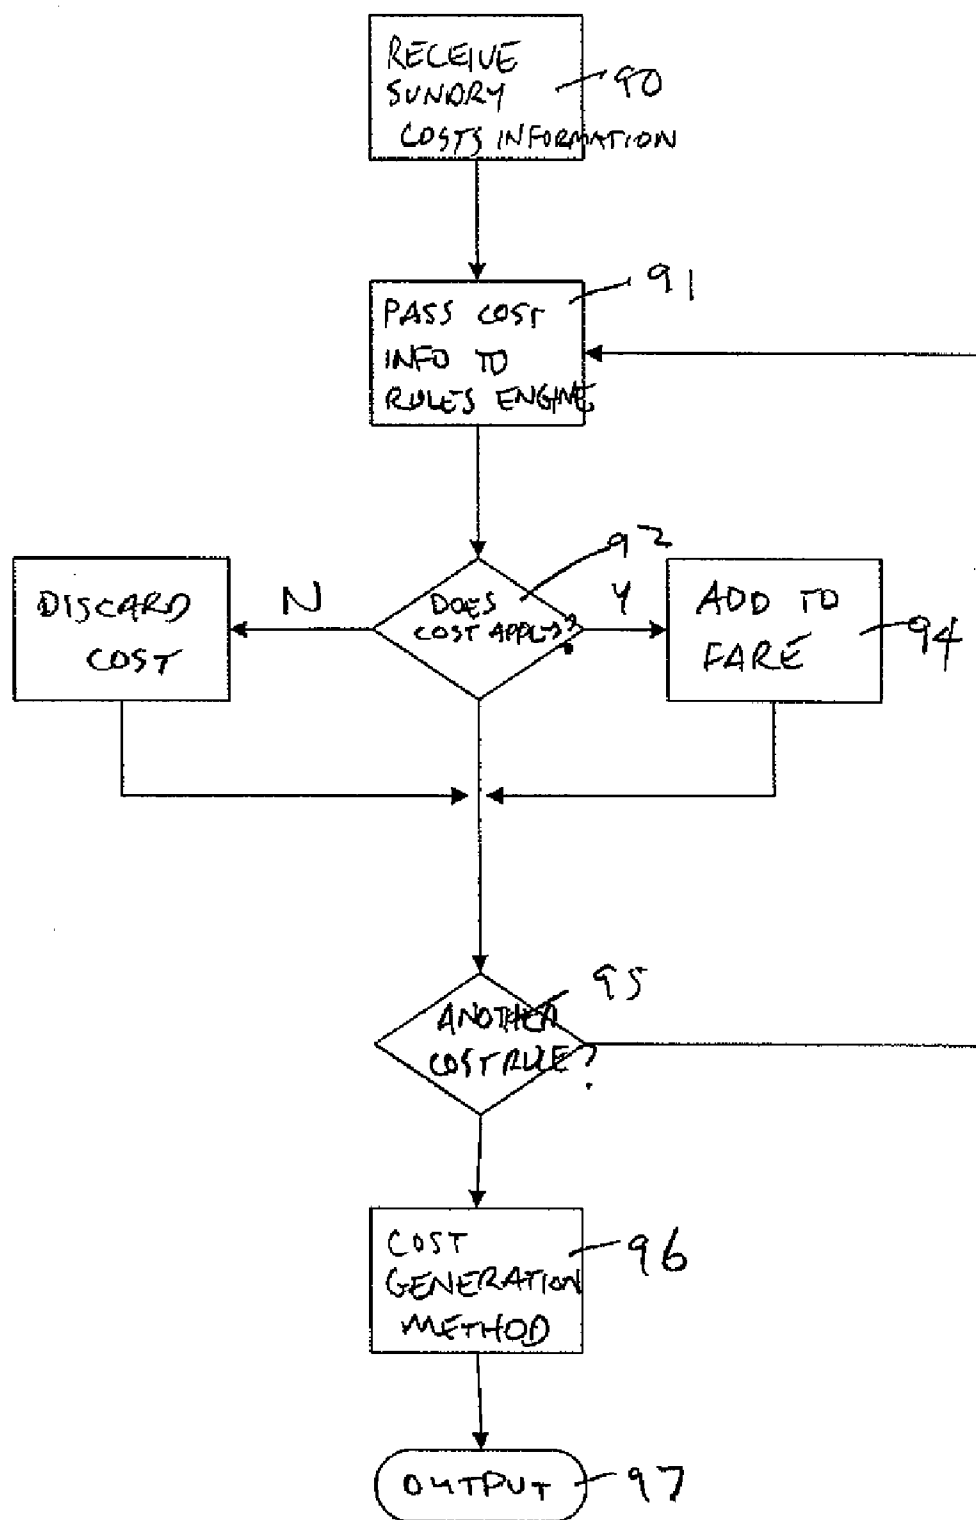 RECEIVE
SUNDRY
COSTS INFORMATION
90
91
PASS COST
INFO TO
RULES ENGINE
92
DISCARD
COST
N
DOES
COST APPLY?
Y
ADD TO
FARE
94
95
ANOTHER
COST RULE?
COST
GENERATION
METHOD
96
OUTPUT
97